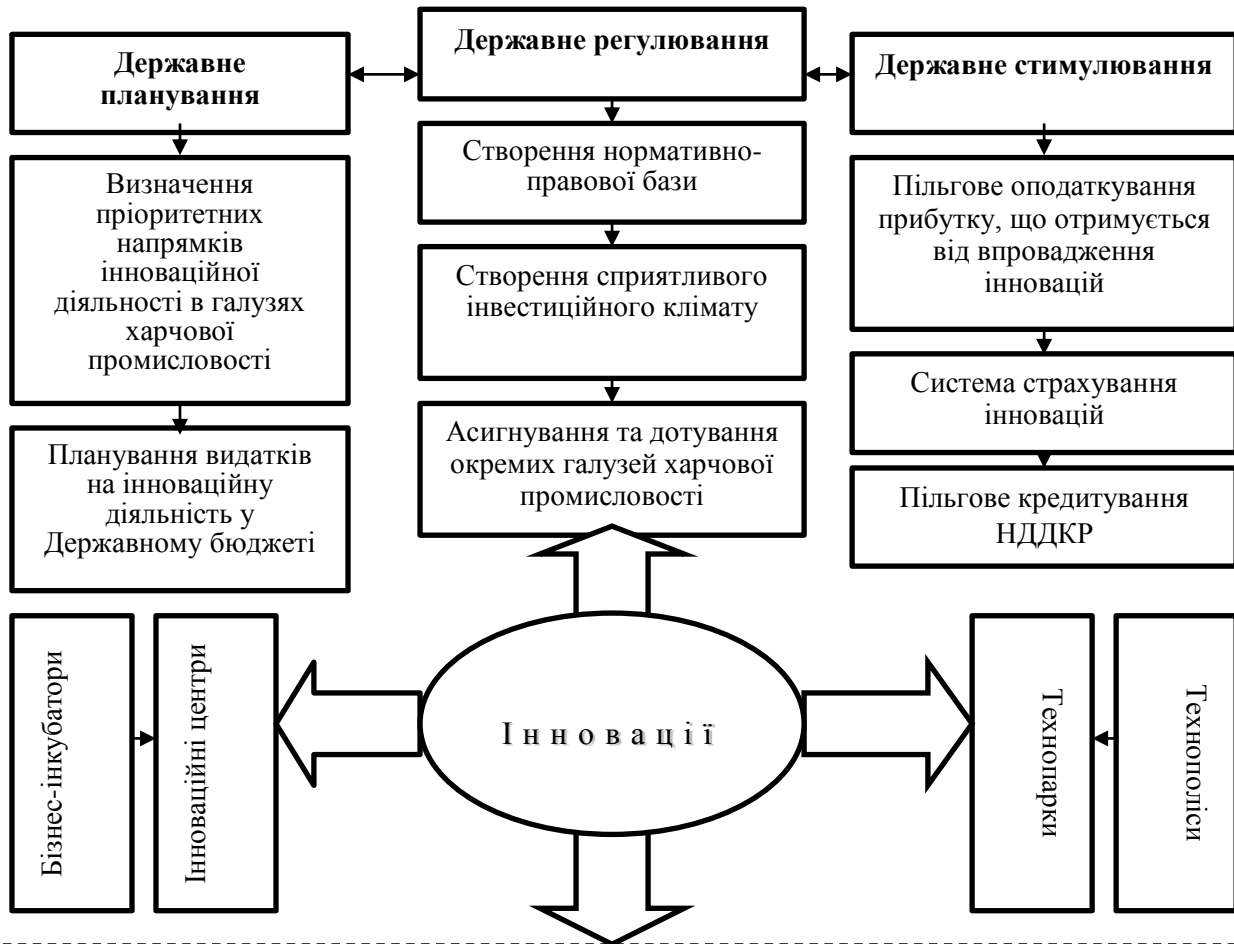 Державне
планування
Державне регулювання
Державне стимулювання
Визначення
пріоритетних
напрямків
інноваційної
діяльності в галузях
харчової
промисловості
Планування видатків
на інноваційну
діяльність у
Державному бюджеті
Створення нормативно-
правової бази
Створення сприятливого
інвестиційного клімату
Асигнування та дотування
окремих галузей харчової
промисловості
Пільгове оподаткування
прибутку, що отримується
від впровадження
інновацій
Система страхування
інновацій
Пільгове кредитування
НДДКР
Бізнес-інкубатори
Інноваційні центри
Інновації
Технопарки
Технополіси